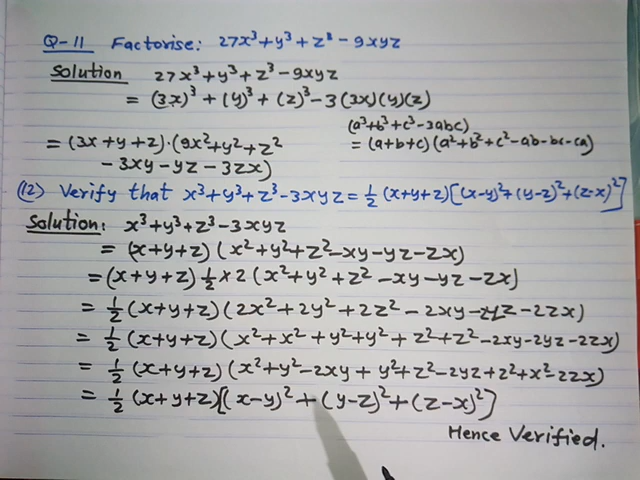 Q-11 Factorise: 27x³+y³+z³-9xyz
Solution 27x³+y³+z³-9xyz
= (3x)³+(y)³+(z)³-3(3x)(y)(z)
(a³+b³+c³-3abc)
= (3x+y+z)·(9x²+y²+z² = (a+b+c)(a²+b²+c²-ab-bc-ca)
-3xy-yz-3zx)
(12) Verify that x³+y³+z³-3xyz=½(x+y+z)[(x-y)²+(y-z)²+(z-x)²]
Solution: x³+y³+z³-3xyz
= (x+y+z)(x²+y²+z²-xy-yz-zx)
= (x+y+z)½×2(x²+y²+z²-xy-yz-zx)
= ½(x+y+z)(2x²+2y²+2z²-2xy-2yz-2zx)
= ½(x+y+z)(x²+x²+y²+y²+z²+z²-2xy-2yz-2zx)
= ½(x+y+z)(x²+y²-2xy+y²+z²-2yz+z²+x²-2zx)
= ½(x+y+z)[(x-y)²+(y-z)²+(z-x)²]
Hence Verified.